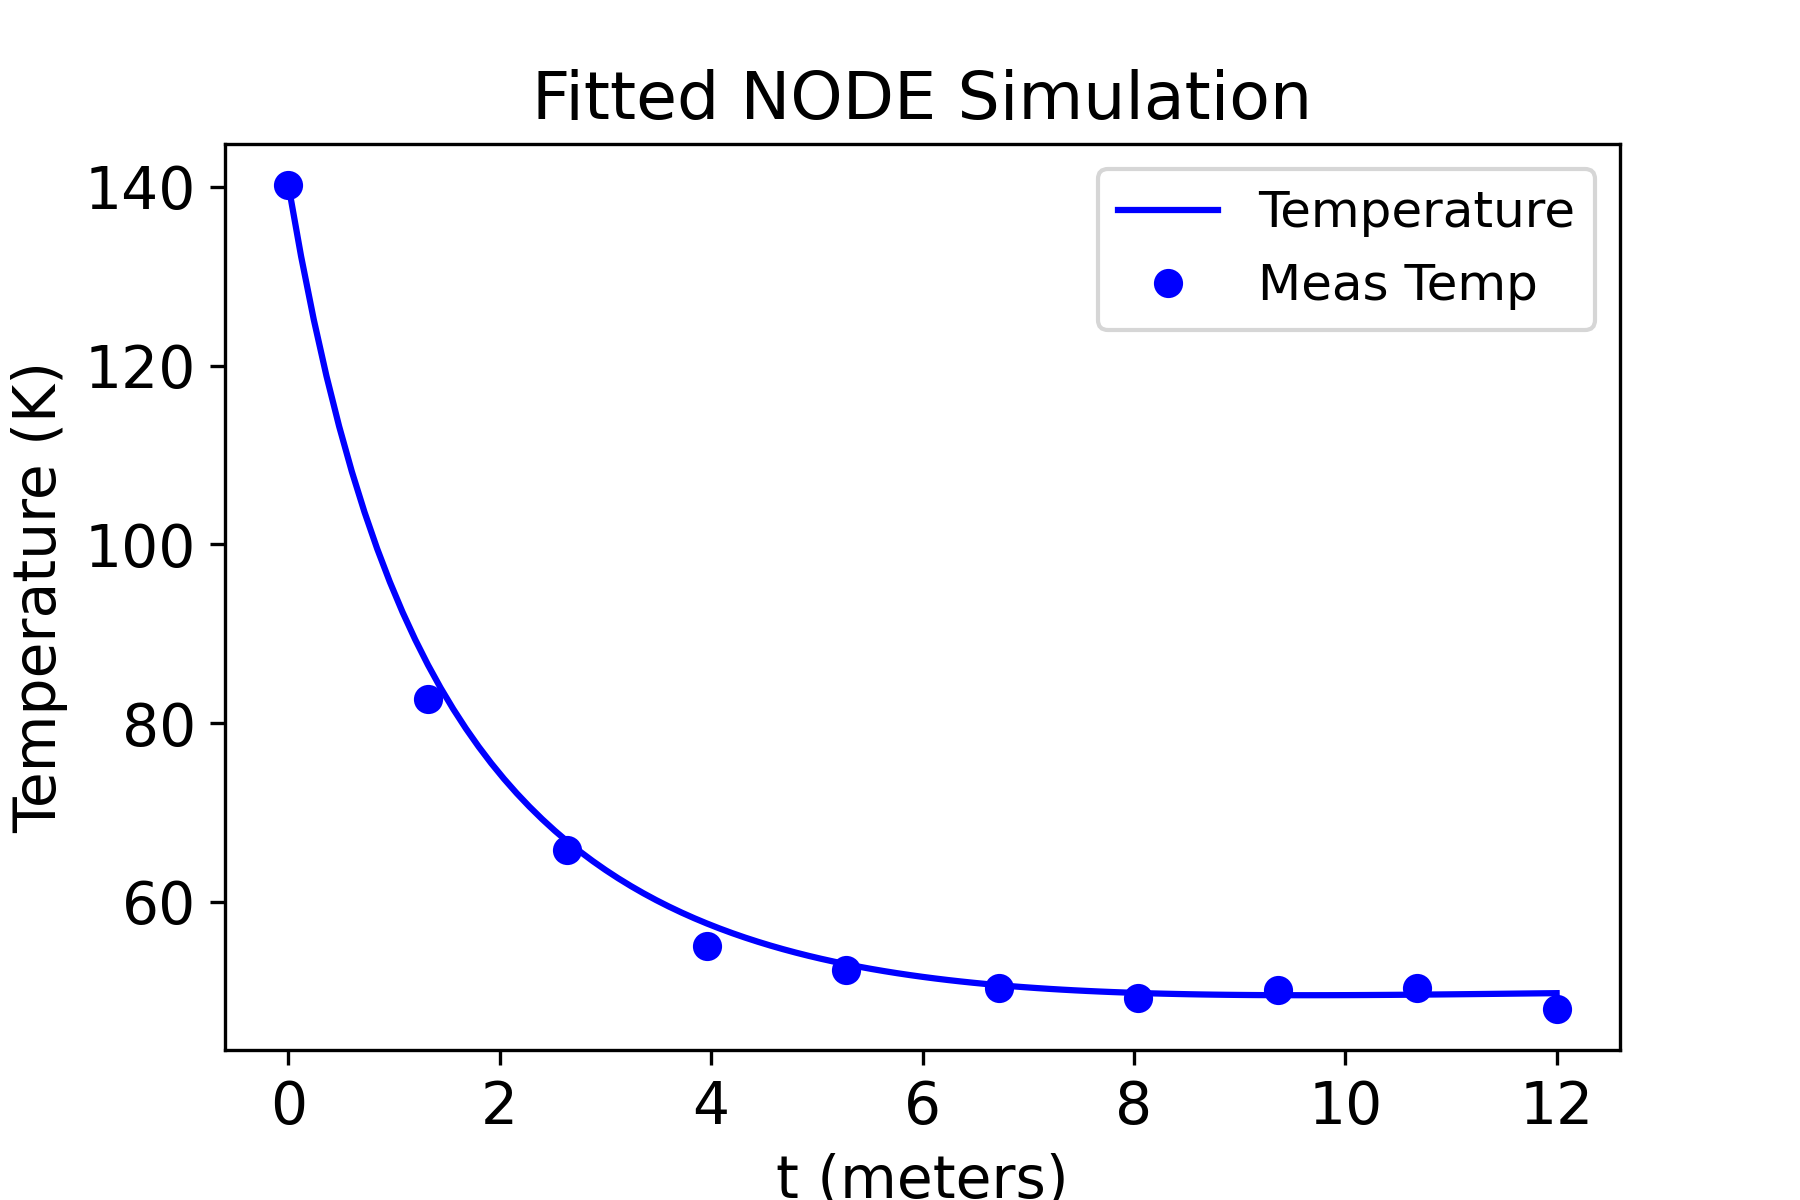 Fitted NODE Simulation
Temperature
Meas Temp
Temperature (K)
140
120
100
80
60
0 2 4 6 8 10 12
t (meters)